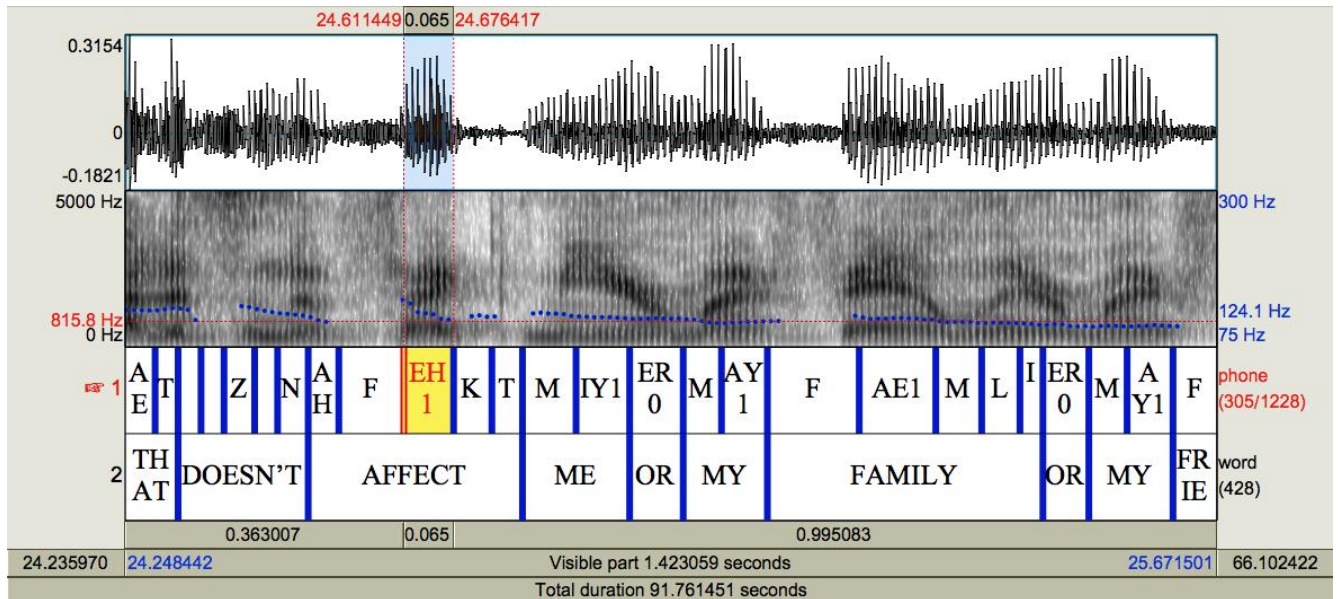 24.611449 0.065 24.676417
0.3154
0
-0.1821
5000 Hz 300 Hz
815.8 Hz 124.1 Hz
0 Hz 75 Hz
1 AE T Z N AH F EH1 K T M IY1 ER0 M AY1 F AE1 M L I ER0 M AY1 F phone (305/1228)
2 THAT DOESN'T AFFECT ME OR MY FAMILY OR MY FRIE word (428)
0.363007 0.065 0.995083
24.235970 24.248442 Visible part 1.423059 seconds 25.671501 66.102422
Total duration 91.761451 seconds